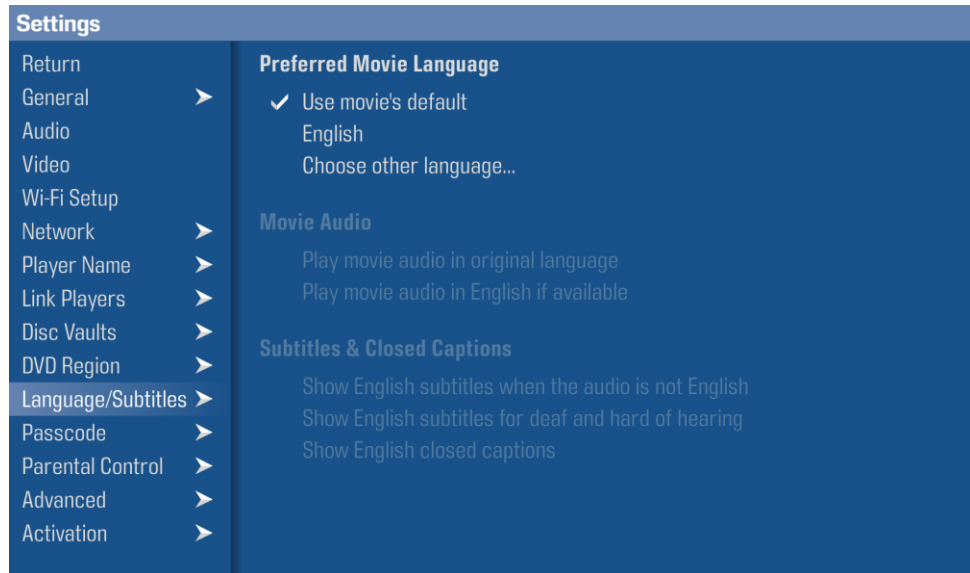 Settings
Return
General
Audio
Video
Wi-Fi Setup
Network
Player Name
Link Players
Disc Vaults
DVD Region
Language/Subtitles
Passcode
Parental Control
Advanced
Activation
Preferred Movie Language
Use movie's default
English
Choose other language...
Movie Audio
Play movie audio in original language
Play movie audio in English if available
Subtitles & Closed Captions
Show English subtitles when the audio is not English
Show English subtitles for deaf and hard of hearing
Show English closed captions